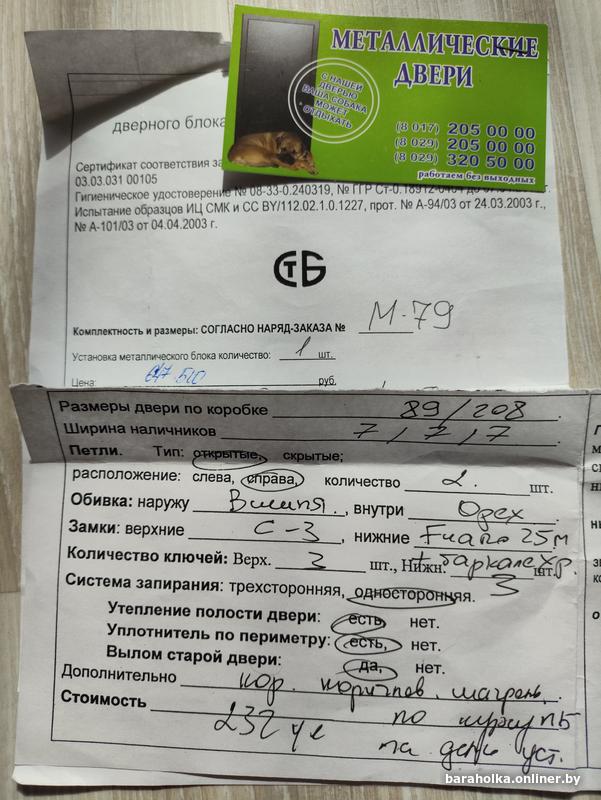 МЕТАЛЛИЧЕСКИЕ
ДВЕРИ
С НАШЕЙ
ДВЕРЬЮ
ВАША СОБАКА
МОЖЕТ
ОТДЫХАТЬ
(8 017) 205 00 00
(8 029) 205 00 00
(8 029) 320 50 00
работаем без выходных
дверного блока
Сертификат соответствия
03.03.031 00105
Гигиеническое удостоверение № 08-33-0.240319, № ГГР
Испытание образцов ИЦ СМК и СС BY/112.02.1.0.1227, прот. № А-94/03 от 24.03.2003 г.,
№ А-101/03 от 04.04.2003 г.
СТБ
Комплектность и размеры: СОГЛАСНО НАРЯД-ЗАКАЗА № М-79
Установка металлического блока количество: 1 шт.
Цена: руб.
Размеры двери по коробке 89/208
Ширина наличников 7/7/7
Петли. Тип: открытые, скрытые;
расположение: слева, справа, количество 2. шт.
Обивка: наружу Вишня, внутри Орех
Замки: верхние С-3, нижние 25м
Количество ключей: Верх. 3 шт., Нижн. 3 шт.
Система запирания: трехсторонняя, односторонняя.
Утепление полости двери: есть, нет.
Уплотнитель по периметру: есть, нет.
Вылом старой двери: да, нет.
Дополнительно кор. коричнев. шагрень
Стоимость 232 уе по курсу ПБ
на день уст.
baraholka.onliner.by